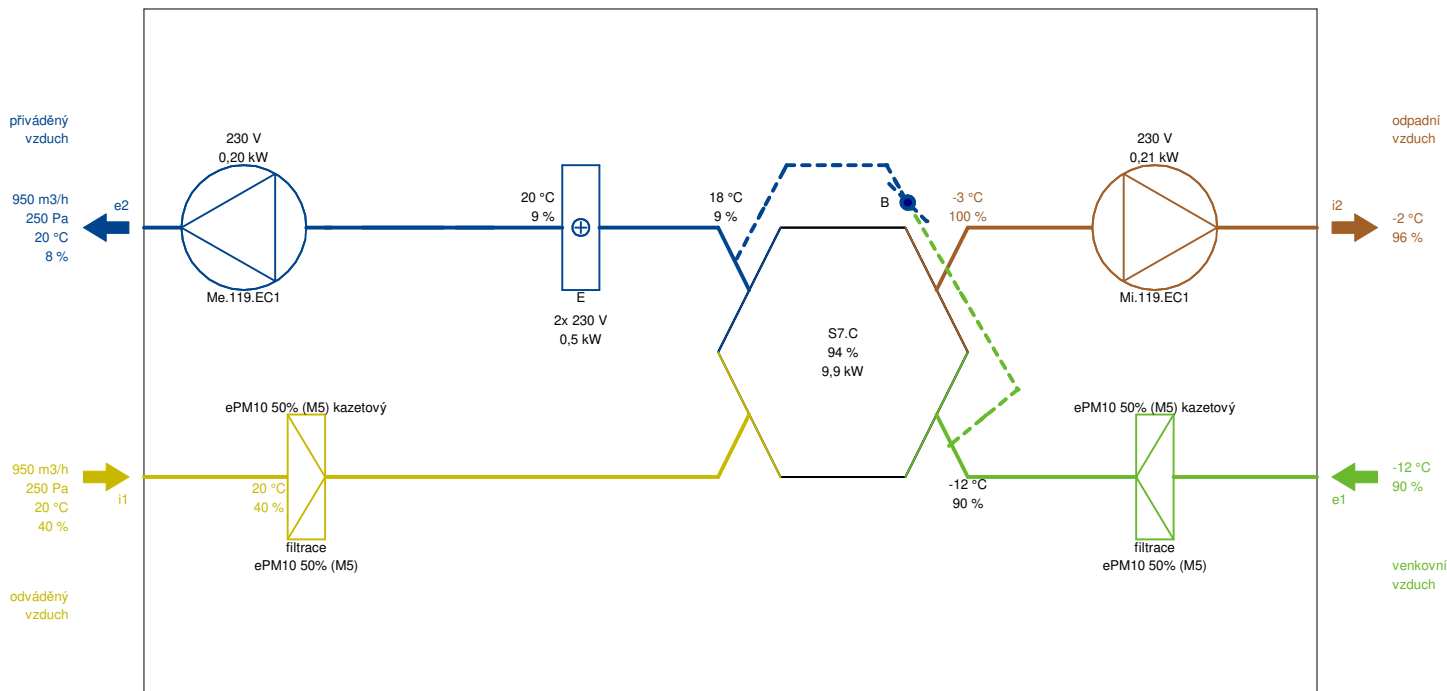 přiváděný
vzduch
950 m3/h
250 Pa
20 °C
8 %
e2
230 V
0,20 kW
Me.119.EC1
20 °C
9 %
E
2x 230 V
0,5 kW
18 °C
9 %
B
-3 °C
100 %
230 V
0,21 kW
Mi.119.EC1
i2
odpadní
vzduch
-2 °C
96 %
S7.C
94 %
9,9 kW
950 m3/h
250 Pa
20 °C
40 %
i1
odváděný
vzduch
ePM10 50% (M5) kazetový
20 °C
40 %
filtrace
ePM10 50% (M5)
-12 °C
90 %
ePM10 50% (M5) kazetový
filtrace
ePM10 50% (M5)
e1
-12 °C
90 %
venkovní
vzduch